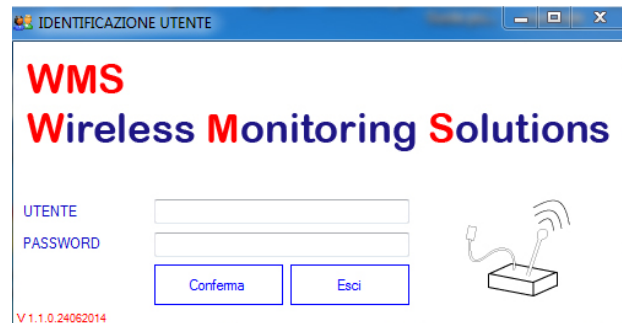 IDENTIFICAZIONE UTENTE
WMS
Wireless Monitoring Solutions
UTENTE
PASSWORD
Conferma Esci
V 1.1.0.24062014